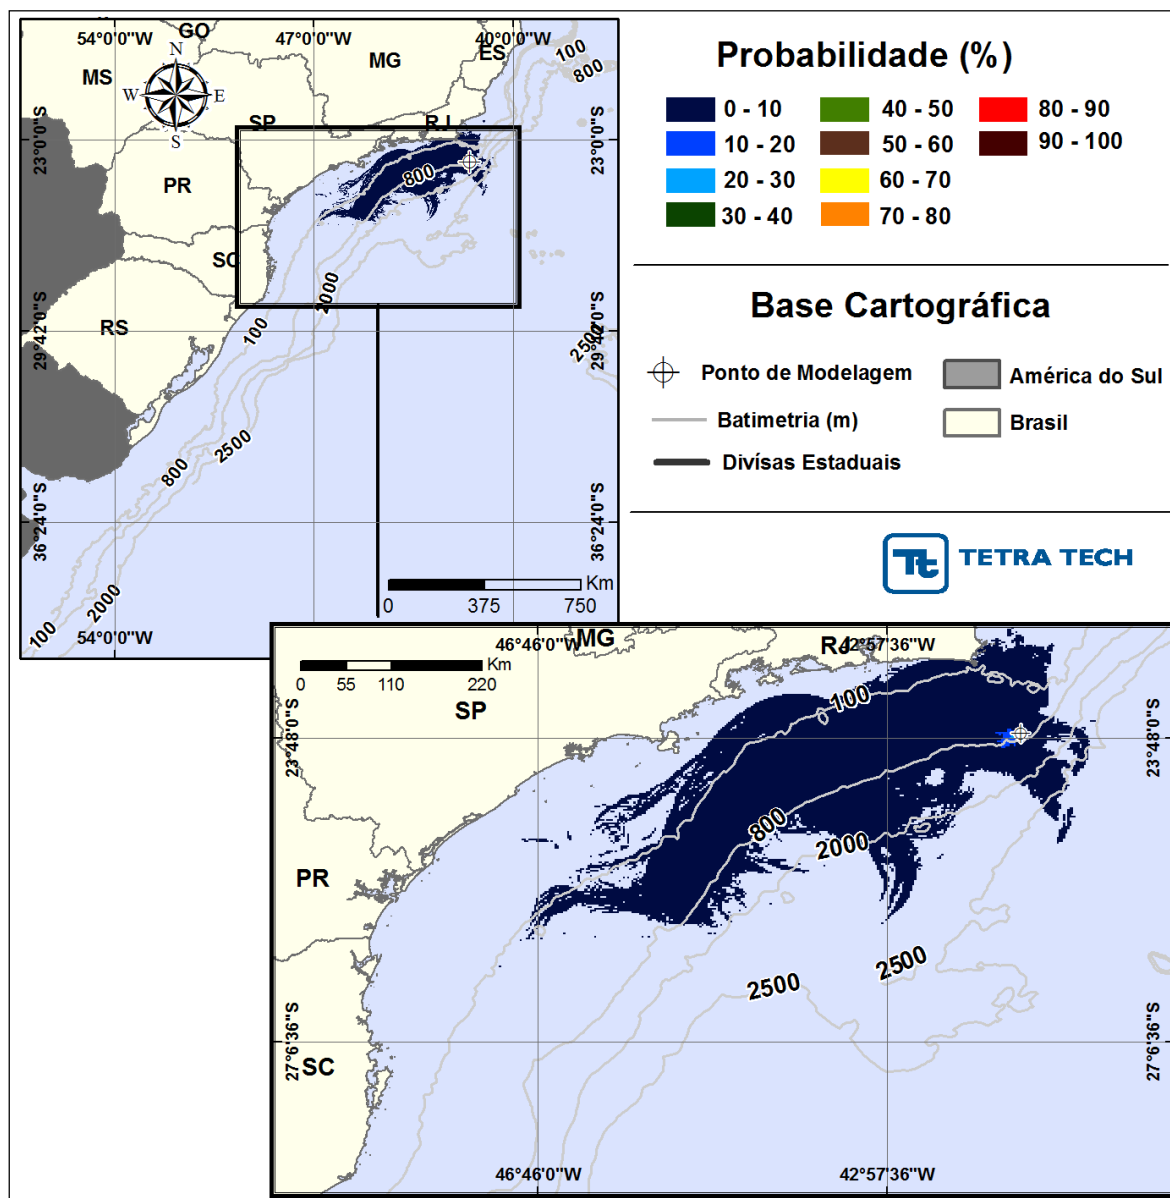 54°0'0"W
47°0'0"W
40°0'0"W
GO
ES
MG
MS
N
W
E
S
SP
RJ
100
800
23°0'0"S
23°0'0"S
PR
800
SC
RS
100
2000
2500
29°42'0"S
29°42'0"S
800
2500
36°24'0"S
36°24'0"S
100
2000
54°0'0"W
Km
0 375 750
Probabilidade (%)
0 - 10
40 - 50
80 - 90
10 - 20
50 - 60
90 - 100
20 - 30
60 - 70
30 - 40
70 - 80
Base Cartográfica
Ponto de Modelagem
América do Sul
Batimetria (m)
Brasil
Divísas Estaduais
Tt TETRA TECH
46°46'0"W
MG
RJ
42°57'36"W
Km
0 55 110 220
SP
100
23°48'0"S
23°48'0"S
800
2000
PR
2500
2500
27°6'36"S
27°6'36"S
SC
46°46'0"W
42°57'36"W